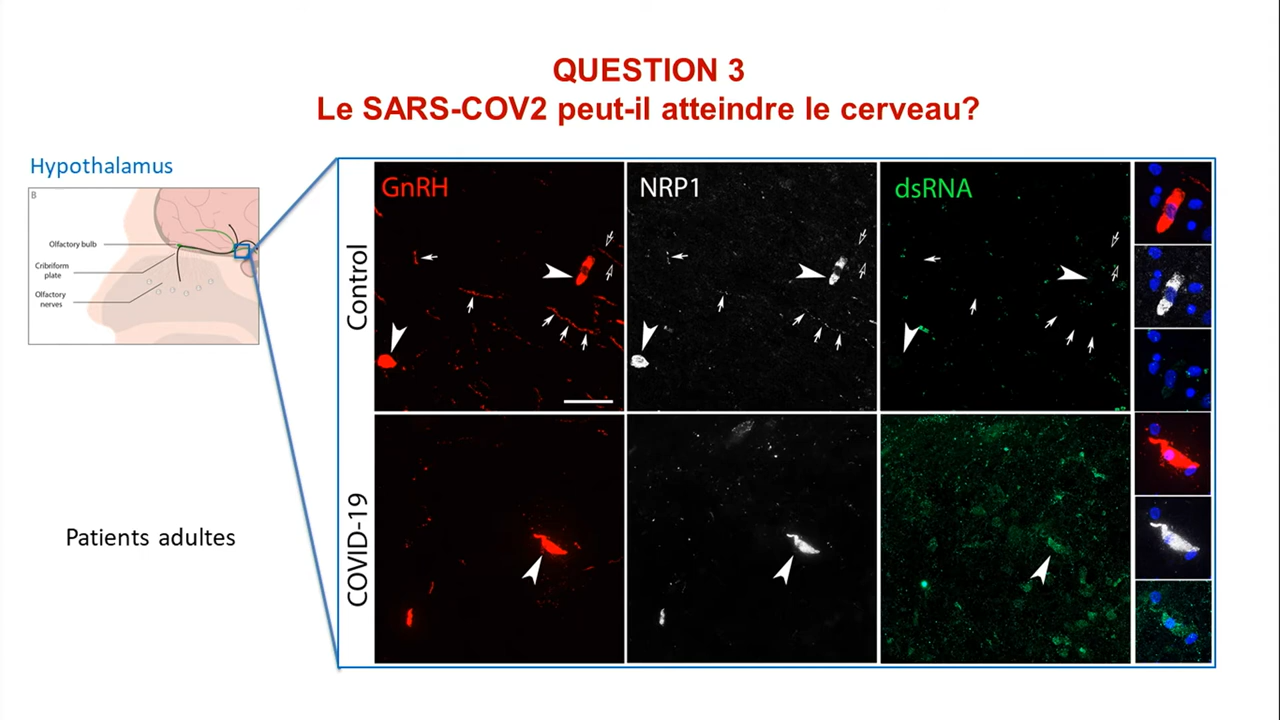 QUESTION 3
Le SARS-COV2 peut-il atteindre le cerveau?
Hypothalamus
B
Olfactory bulb
Cribriform
plate
Olfactory
nerves
Patients adultes
Control
GnRH
NRP1
dsRNA
COVID-19